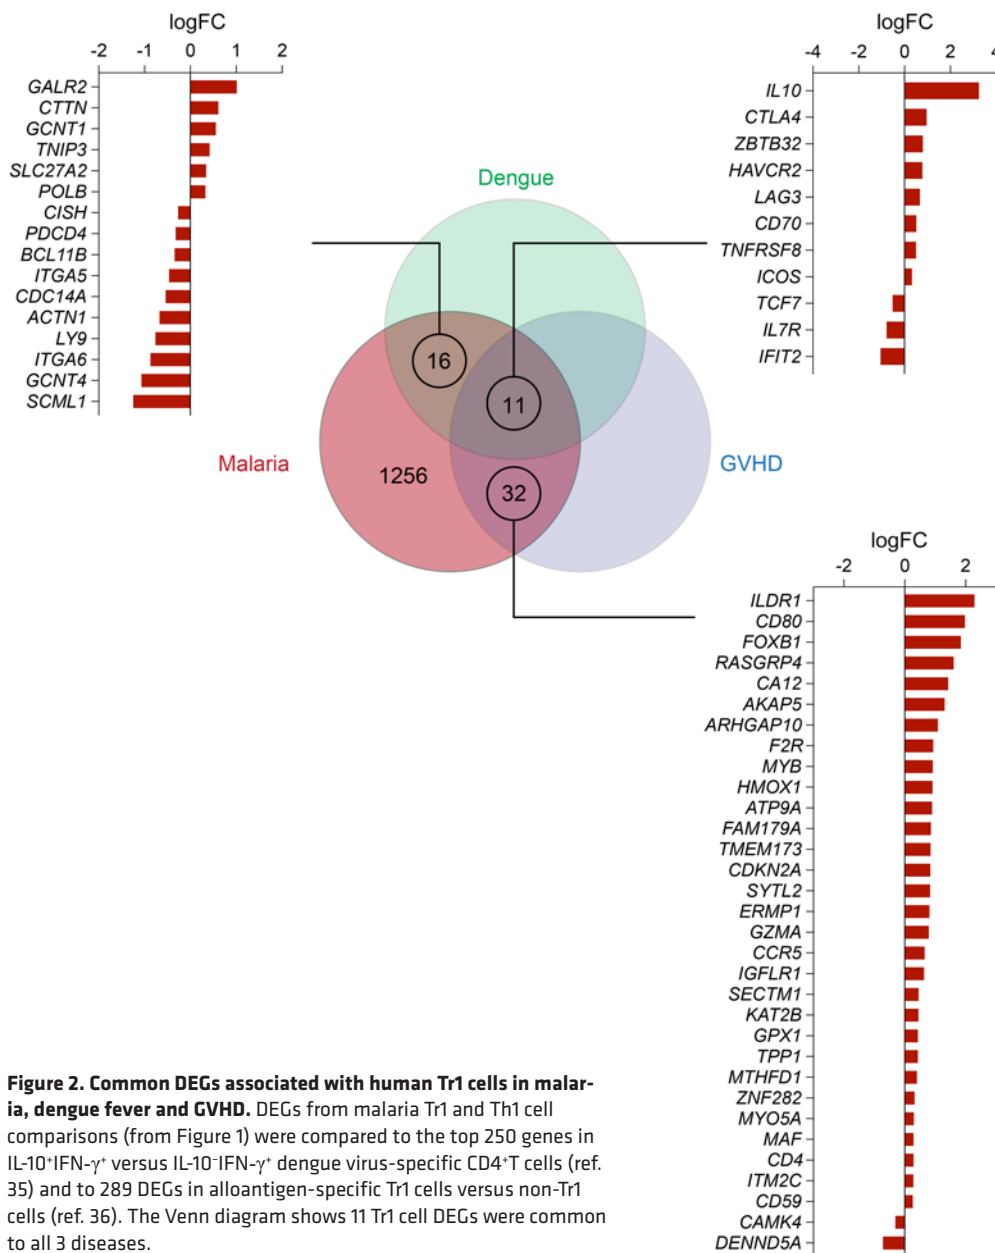 logFC
-2 -1 0 1 2
GALR2
CTTN
GCNT1
TNIP3
SLC27A2
POLB
CISH
PDCD4
BCL11B
ITGA5
CDC14A
ACTN1
LY9
ITGA6
GCNT4
SCML1
logFC
-4 -2 0 2 4
IL10
CTLA4
ZBTB32
HAVCR2
LAG3
CD70
TNFRSF8
ICOS
TCF7
IL7R
IFIT2
Dengue
16
11
Malaria
1256
GVHD
32
logFC
-2 0 2
ILDR1
CD80
FOXB1
RASGRP4
CA12
AKAP5
ARHGAP10
F2R
MYB
HMOX1
ATP9A
FAM179A
TMEM173
CDKN2A
SYTL2
ERMP1
GZMA
CCR5
IGFLR1
SECTM1
KAT2B
GPX1
TPP1
MTHFD1
ZNF282
MYO5A
MAF
CD4
ITM2C
CD59
CAMK4
DENND5A
Figure 2. Common DEGs associated with human Tr1 cells in malar-
ia, dengue fever and GVHD. DEGs from malaria Tr1 and Th1 cell
comparisons (from Figure 1) were compared to the top 250 genes in
IL-10⁺IFN-γ⁺ versus IL-10⁻IFN-γ⁺ dengue virus-specific CD4⁺T cells (ref.
35) and to 289 DEGs in alloantigen-specific Tr1 cells versus non-Tr1
cells (ref. 36). The Venn diagram shows 11 Tr1 cell DEGs were common
to all 3 diseases.